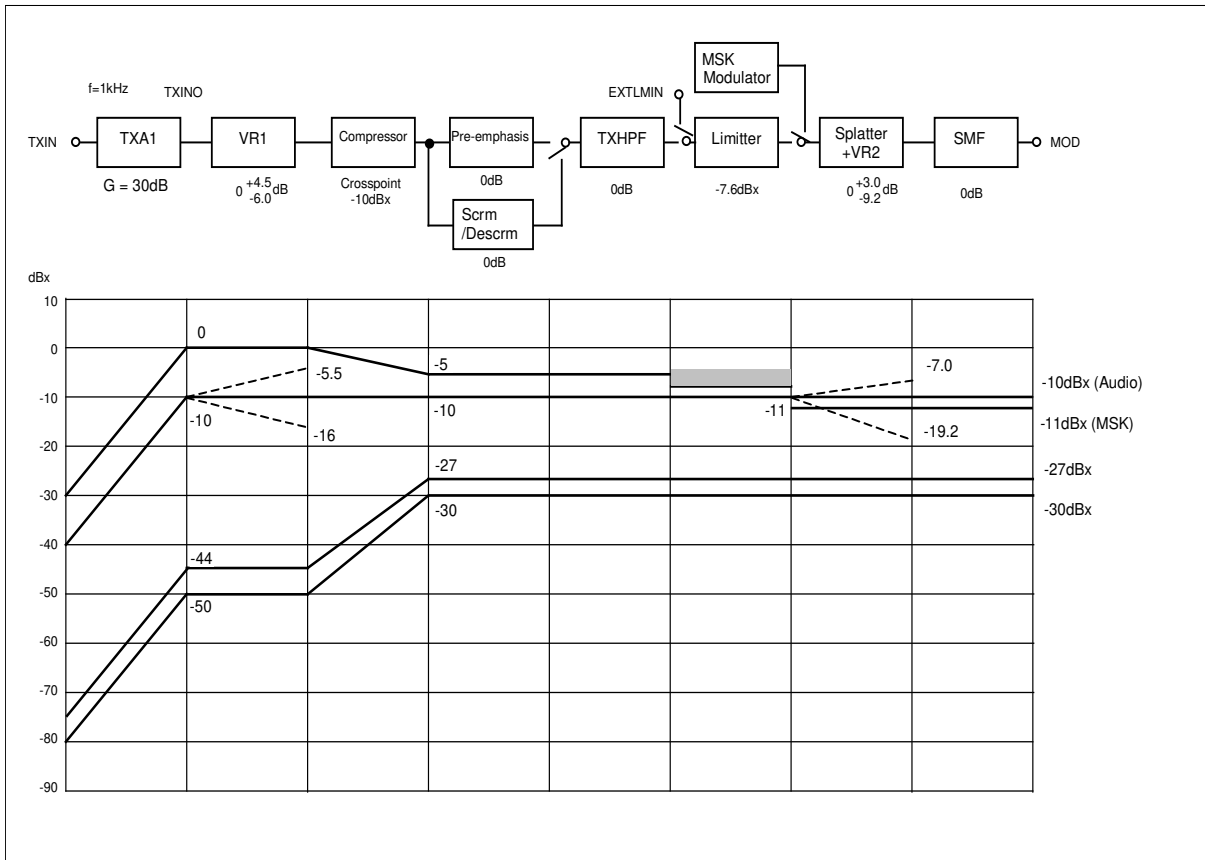 MSK
Modulator
f=1kHz
TXINO
EXTLMIN
TXIN
TXA1
VR1
Compressor
Pre-emphasis
TXHPF
Limitter
Splatter
+VR2
SMF
MOD
G = 30dB
0 +4.5 -6.0 dB
Crosspoint
-10dBx
0dB
0dB
-7.6dBx
0 +3.0 -9.2 dB
0dB
Scrm
/Descrm
0dB
dBx
10
0
-10
-20
-30
-40
-50
-60
-70
-80
-90
0
-5
-5.5
-7.0
-10dBx (Audio)
-10
-10
-11
-11dBx (MSK)
-16
-19.2
-27
-27dBx
-30
-30dBx
-44
-50